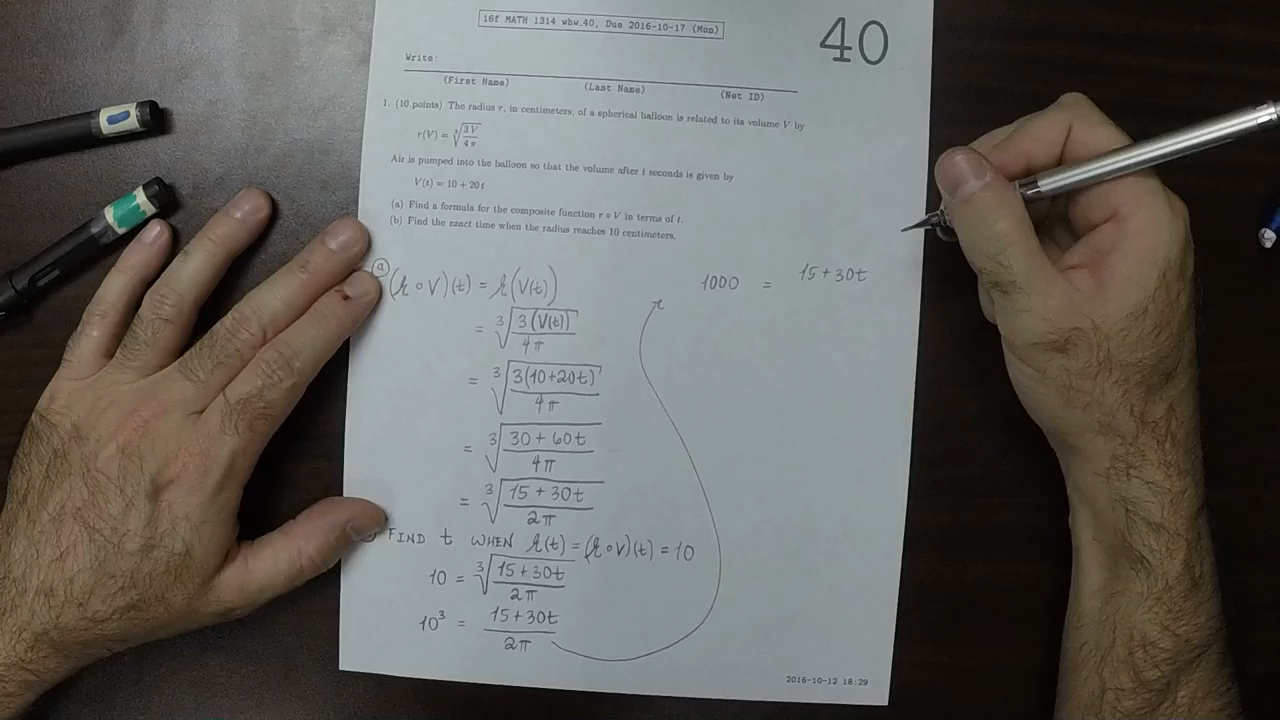 16f MATH 1314 wbw.40, Due 2016-10-17 (Mon)
40
Write:
(First Name) (Last Name) (Net ID)
1. (10 points) The radius r, in centimeters, of a spherical balloon is related to its volume V by
r(V) = ∛(3V/4π)
Air is pumped into the balloon so that the volume after t seconds is given by
V(t) = 10 + 20t
(a) Find a formula for the composite function r ∘ V in terms of t.
(b) Find the exact time when the radius reaches 10 centimeters.
ⓐ (r ∘ V)(t) = r(V(t))
= ∛(3(V(t))/4π)
= ∛(3(10+20t)/4π)
= ∛((30 + 60t)/4π)
= ∛((15 + 30t)/2π)
FIND t WHEN r(t) = (r ∘ V)(t) = 10
10 = ∛((15 + 30t)/2π)
10³ = (15 + 30t)/2π
1000 = 15 + 30t
2016-10-12 18:29